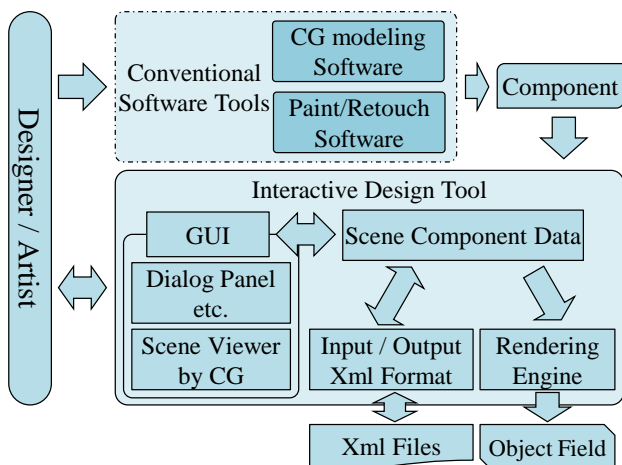 Designer / Artist
Conventional
Software Tools
CG modeling
Software
Paint/Retouch
Software
Component
Interactive Design Tool
GUI
Dialog Panel
etc.
Scene Viewer
by CG
Scene Component Data
Input / Output
Xml Format
Rendering
Engine
Xml Files
Object Field